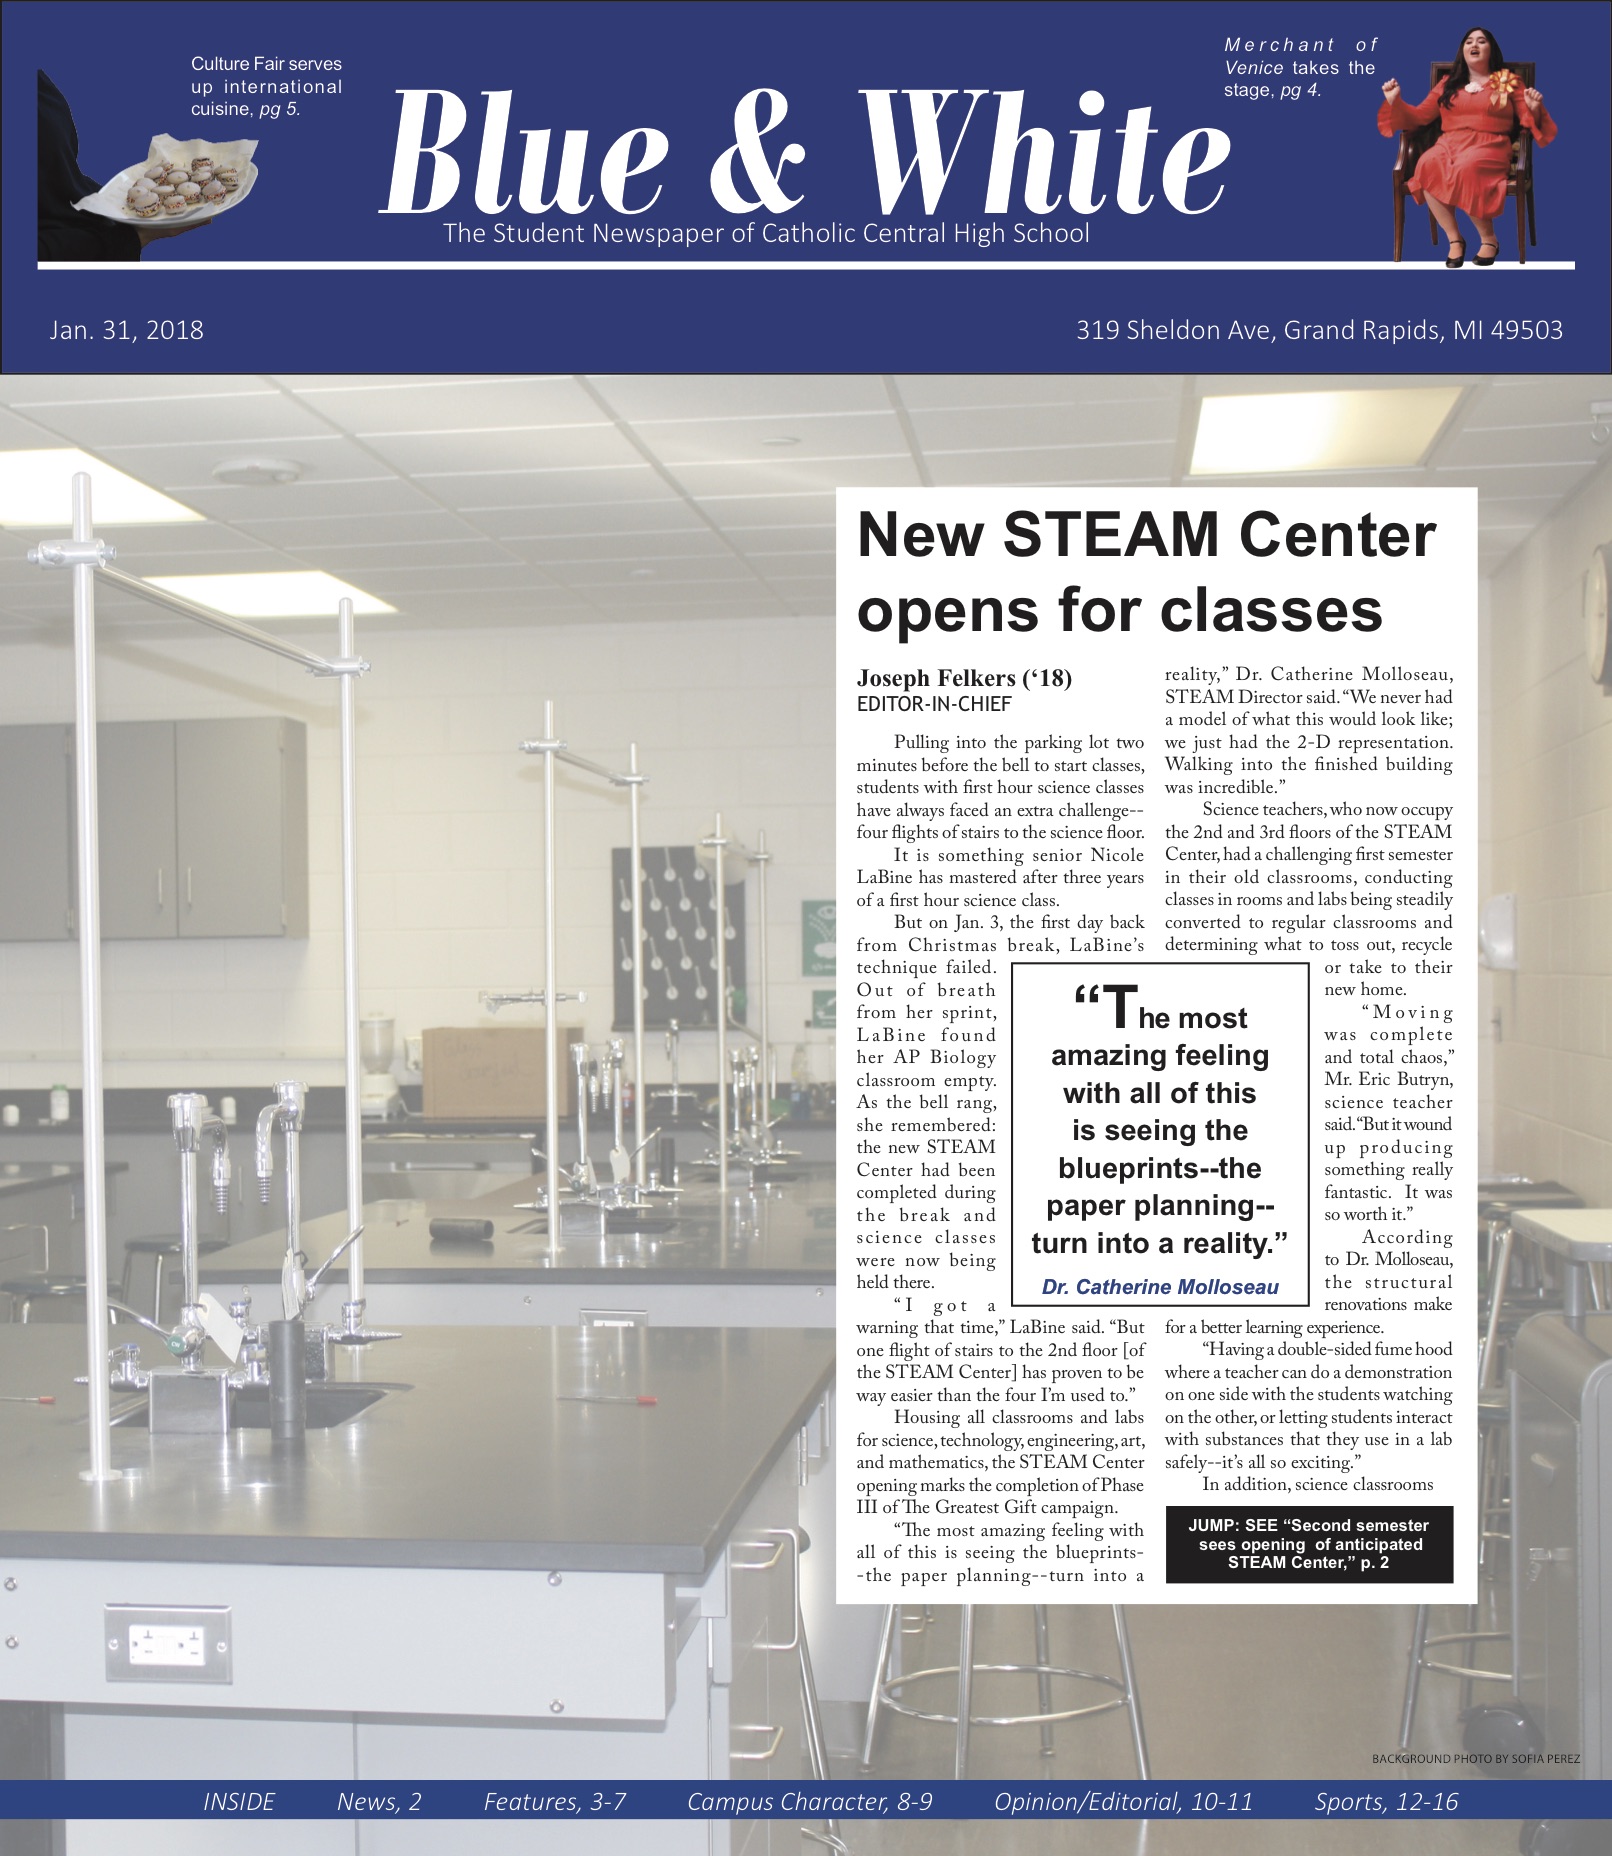 Culture Fair serves
up international
cuisine, pg 5.
Merchant of
Venice takes the
stage, pg 4.
Blue & White
The Student Newspaper of Catholic Central High School
Jan. 31, 2018
319 Sheldon Ave, Grand Rapids, MI 49503
New STEAM Center
opens for classes
Joseph Felkers (‘18)
EDITOR-IN-CHIEF
Pulling into the parking lot two
minutes before the bell to start classes,
students with first hour science classes
have always faced an extra challenge--
four flights of stairs to the science floor.
It is something senior Nicole
LaBine has mastered after three years
of a first hour science class.
But on Jan. 3, the first day back
from Christmas break, LaBine’s
technique failed.
Out of breath
from her sprint,
LaBine found
her AP Biology
classroom empty.
As the bell rang,
she remembered:
the new STEAM
Center had been
completed during
the break and
science classes
were now being
held there.
“I got a
warning that time,” LaBine said. “But
one flight of stairs to the 2nd floor [of
the STEAM Center] has proven to be
way easier than the four I’m used to.”
Housing all classrooms and labs
for science, technology, engineering, art,
and mathematics, the STEAM Center
opening marks the completion of Phase
III of The Greatest Gift campaign.
“The most amazing feeling with
all of this is seeing the blueprints-
-the paper planning--turn into a
reality,” Dr. Catherine Molloseau,
STEAM Director said. “We never had
a model of what this would look like;
we just had the 2-D representation.
Walking into the finished building
was incredible.”
Science teachers, who now occupy
the 2nd and 3rd floors of the STEAM
Center, had a challenging first semester
in their old classrooms, conducting
classes in rooms and labs being steadily
converted to regular classrooms and
determining what to toss out, recycle
or take to their
new home.
“Moving
was complete
and total chaos,”
Mr. Eric Butryn,
science teacher
said. “But it wound
up producing
something really
fantastic. It was
so worth it.”
According
to Dr. Molloseau,
the structural
renovations make
for a better learning experience.
“Having a double-sided fume hood
where a teacher can do a demonstration
on one side with the students watching
on the other, or letting students interact
with substances that they use in a lab
safely--it’s all so exciting.”
In addition, science classrooms
“The most
amazing feeling
with all of this
is seeing the
blueprints--the
paper planning--
turn into a reality.”
Dr. Catherine Molloseau
JUMP: SEE “Second semester
sees opening of anticipated
STEAM Center,” p. 2
BACKGROUND PHOTO BY SOFIA PEREZ
INSIDE News, 2 Features, 3-7 Campus Character, 8-9 Opinion/Editorial, 10-11 Sports, 12-16